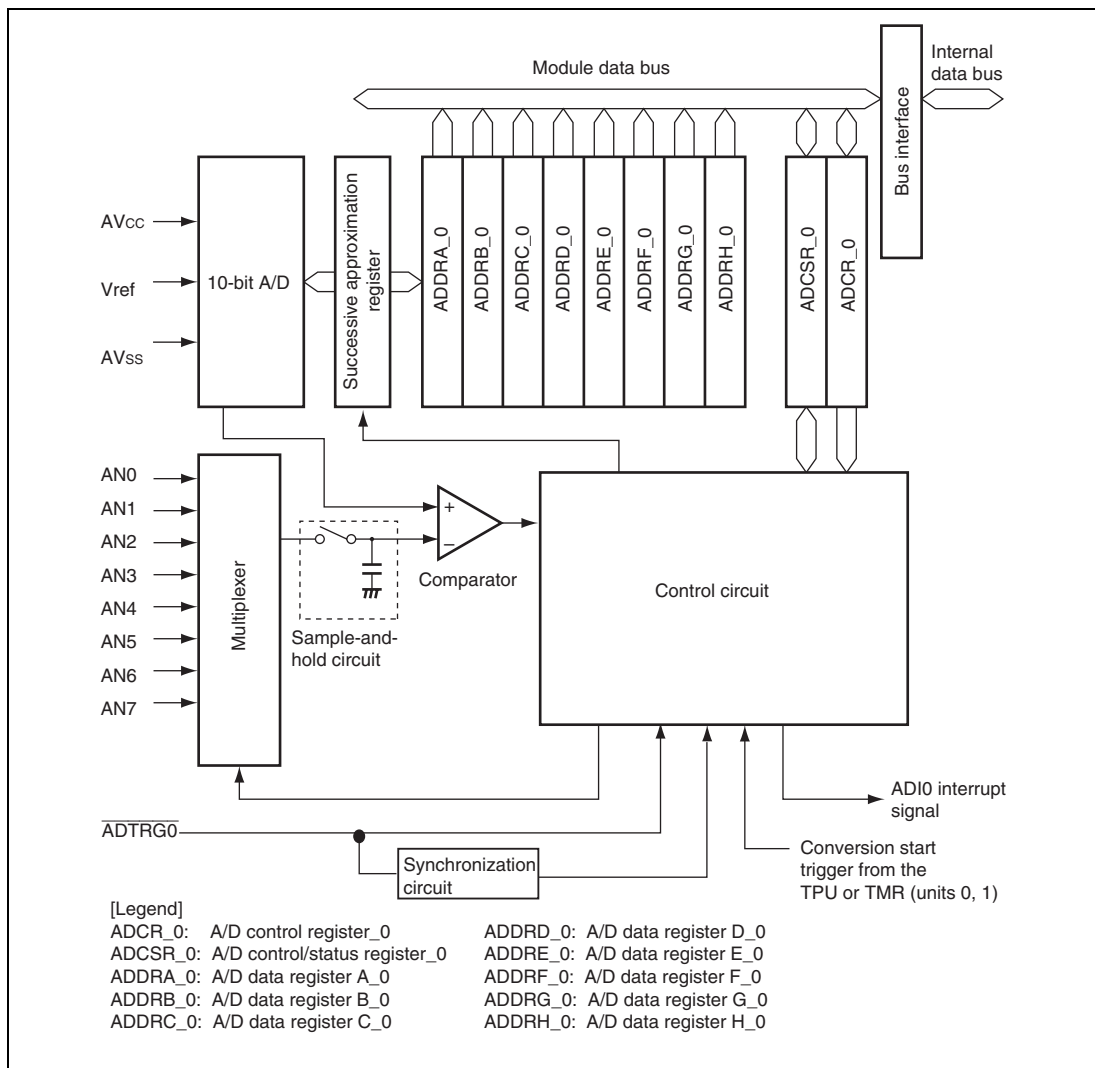 Module data bus
Internal
data bus
Bus interface
AVCC
Vref
AVSS
10-bit A/D
Successive approximation
register
ADDRA_0
ADDRB_0
ADDRC_0
ADDRD_0
ADDRE_0
ADDRF_0
ADDRG_0
ADDRH_0
ADCSR_0
ADCR_0
AN0
AN1
AN2
AN3
AN4
AN5
AN6
AN7
Multiplexer
+
−
Comparator
Sample-and-
hold circuit
Control circuit
ADI0 interrupt
signal
ADTRG0
Synchronization
circuit
Conversion start
trigger from the
TPU or TMR (units 0, 1)
[Legend]
ADCR_0: A/D control register_0
ADCSR_0: A/D control/status register_0
ADDRA_0: A/D data register A_0
ADDRB_0: A/D data register B_0
ADDRC_0: A/D data register C_0
ADDRD_0: A/D data register D_0
ADDRE_0: A/D data register E_0
ADDRF_0: A/D data register F_0
ADDRG_0: A/D data register G_0
ADDRH_0: A/D data register H_0